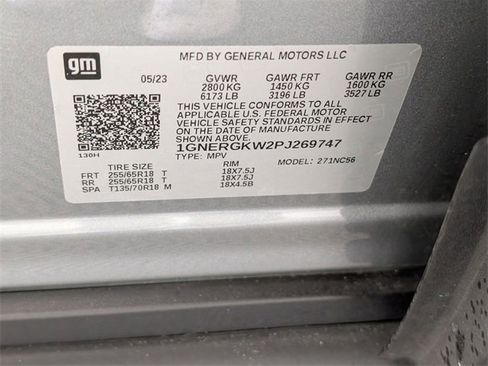 gm
MFD BY GENERAL MOTORS LLC
05/23 GVWR GAWR FRT GAWR RR
2800 KG 1450 KG 1600 KG
6173 LB 3196 LB 3527 LB
THIS VEHICLE CONFORMS TO ALL
APPLICABLE U.S. FEDERAL MOTOR VEHICLE
SAFETY STANDARDS IN EFFECT
ON THE DATE OF MANUFACTURE
SHOWN ABOVE.
1GNERGKW2PJ269747
130H TYPE: MPV MODEL: 271NC56
TIRE SIZE RIM
FRT 255/65R18 T 18X7.5J
RR 255/65R18 T 18X7.5J
SPA T135/70R18 M 18X4.5B